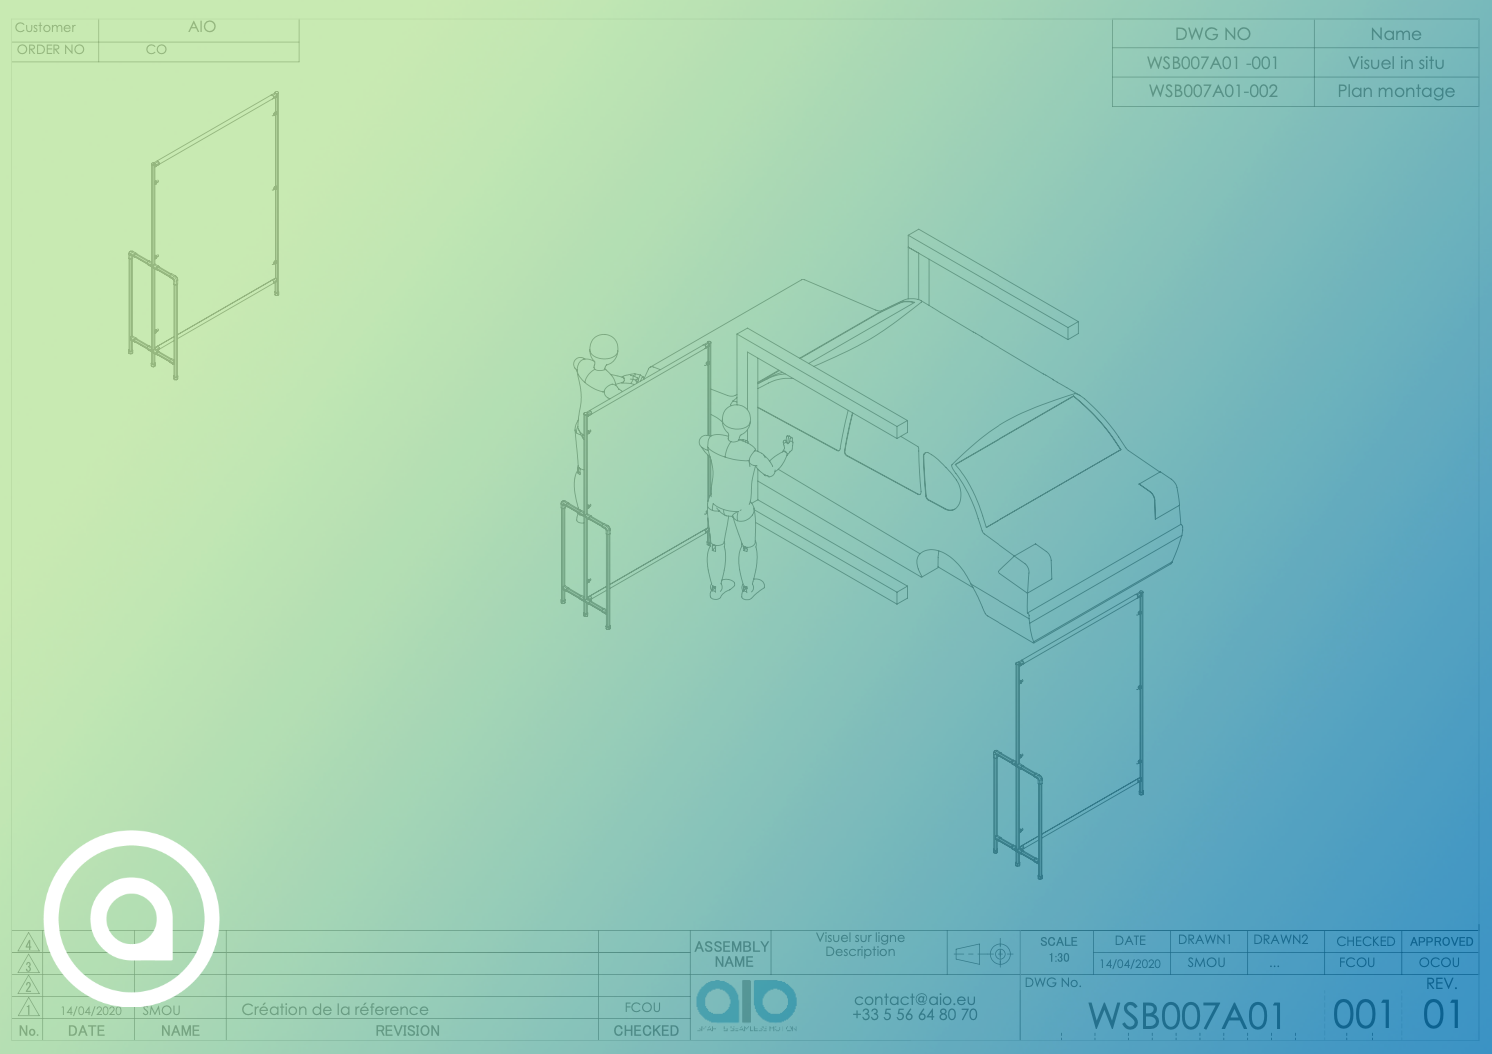 Customer AIO
ORDER NO CO
DWG NO Name
WSB007A01 -001 Visuel in situ
WSB007A01-002 Plan montage
4
3
2
1 14/04/2020 SMOU Création de la réference FCOU
No. DATE NAME REVISION CHECKED
ASSEMBLY
NAME
Visuel sur ligne
Description
SCALE
1:30
DATE DRAWN1 DRAWN2 CHECKED APPROVED
14/04/2020 SMOU ... FCOU OCOU
aio
contact@aio.eu
+33 5 56 64 80 70
DWG No. REV.
WSB007A01 001 01